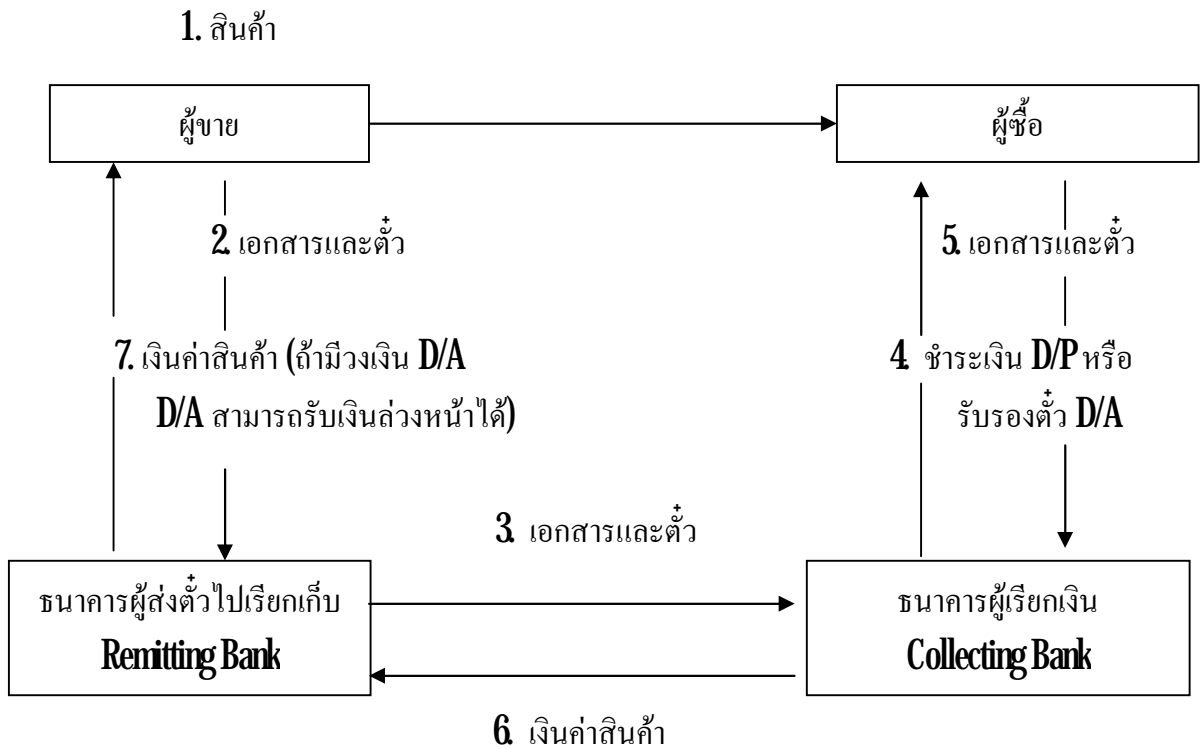 1. สินค้า
ผู้ขาย
ผู้ซื้อ
2. เอกสารและตั๋ว
5. เอกสารและตั๋ว
7. เงินค่าสินค้า (ถ้ามีวงเงิน D/A
D/A สามารถรับเงินล่วงหน้าได้)
4. ชำระเงิน D/P หรือ
รับรองตั๋ว D/A
3. เอกสารและตั๋ว
ธนาคารผู้ส่งตั๋วไปเรียกเก็บ
Remitting Bank
ธนาคารผู้เรียกเงิน
Collecting Bank
6. เงินค่าสินค้า